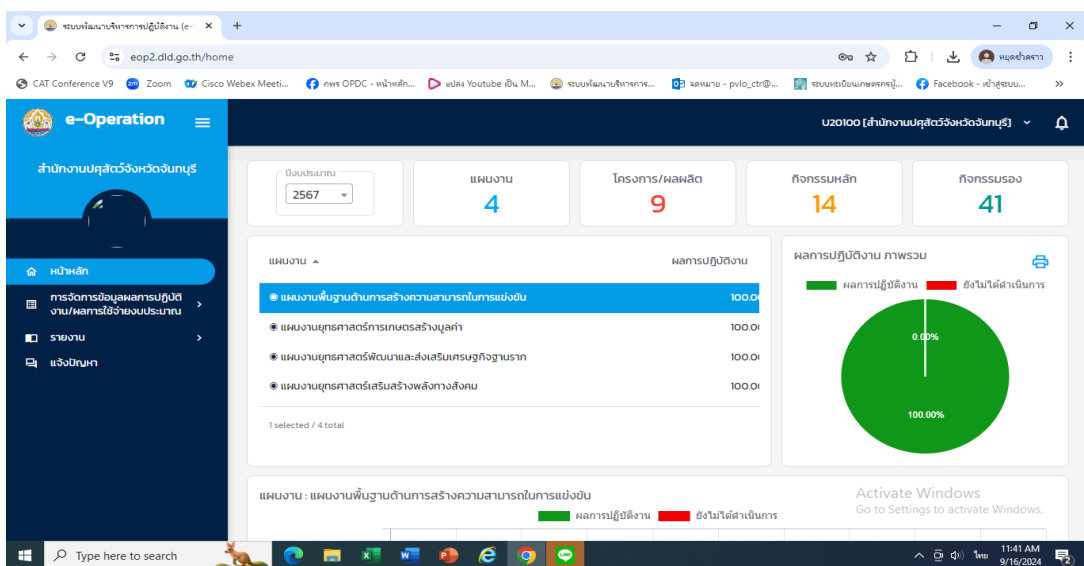 ระบบพัฒนาบริหารการปฏิบัติงาน (e-
eop2.dld.go.th/home
หยุดชั่วคราว
CAT Conference V9 Zoom Cisco Webex Meeti... กพร OPDC - หน้าหลัก... แปลง Youtube เป็น M... ระบบพัฒนาบริหารการ... จดหมาย - pvlo_ctr@... ระบบทะเบียนเกษตรกรผู้... Facebook - เข้าสู่ระบบ...
e-Operation
U20100 [สำนักงานปศุสัตว์จังหวัดจันทบุรี]
สำนักงานปศุสัตว์จังหวัดจันทบุรี
หน้าหลัก
การจัดการข้อมูลผลการปฏิบัติ
งาน/ผลการใช้จ่ายงบประมาณ
รายงาน
แจ้งปัญหา
ปีงบประมาณ
2567
แผนงาน
4
โครงการ/ผลผลิต
9
กิจกรรมหลัก
14
กิจกรรมรอง
41
แผนงาน ผลการปฏิบัติงาน
แผนงานพื้นฐานด้านการสร้างความสามารถในการแข่งขัน 100.0
แผนงานยุทธศาสตร์การเกษตรสร้างมูลค่า 100.0
แผนงานยุทธศาสตร์พัฒนาและส่งเสริมเศรษฐกิจฐานราก 100.0
แผนงานยุทธศาสตร์เสริมสร้างพลังทางสังคม 100.0
1 selected / 4 total
ผลการปฏิบัติงาน ภาพรวม
ผลการปฏิบัติงาน ยังไม่ได้ดำเนินการ
0.00%
100.00%
แผนงาน : แผนงานพื้นฐานด้านการสร้างความสามารถในการแข่งขัน
ผลการปฏิบัติงาน ยังไม่ได้ดำเนินการ
Activate Windows
Go to Settings to activate Windows.
Type here to search
ไทย
11:41 AM
9/16/2024
2